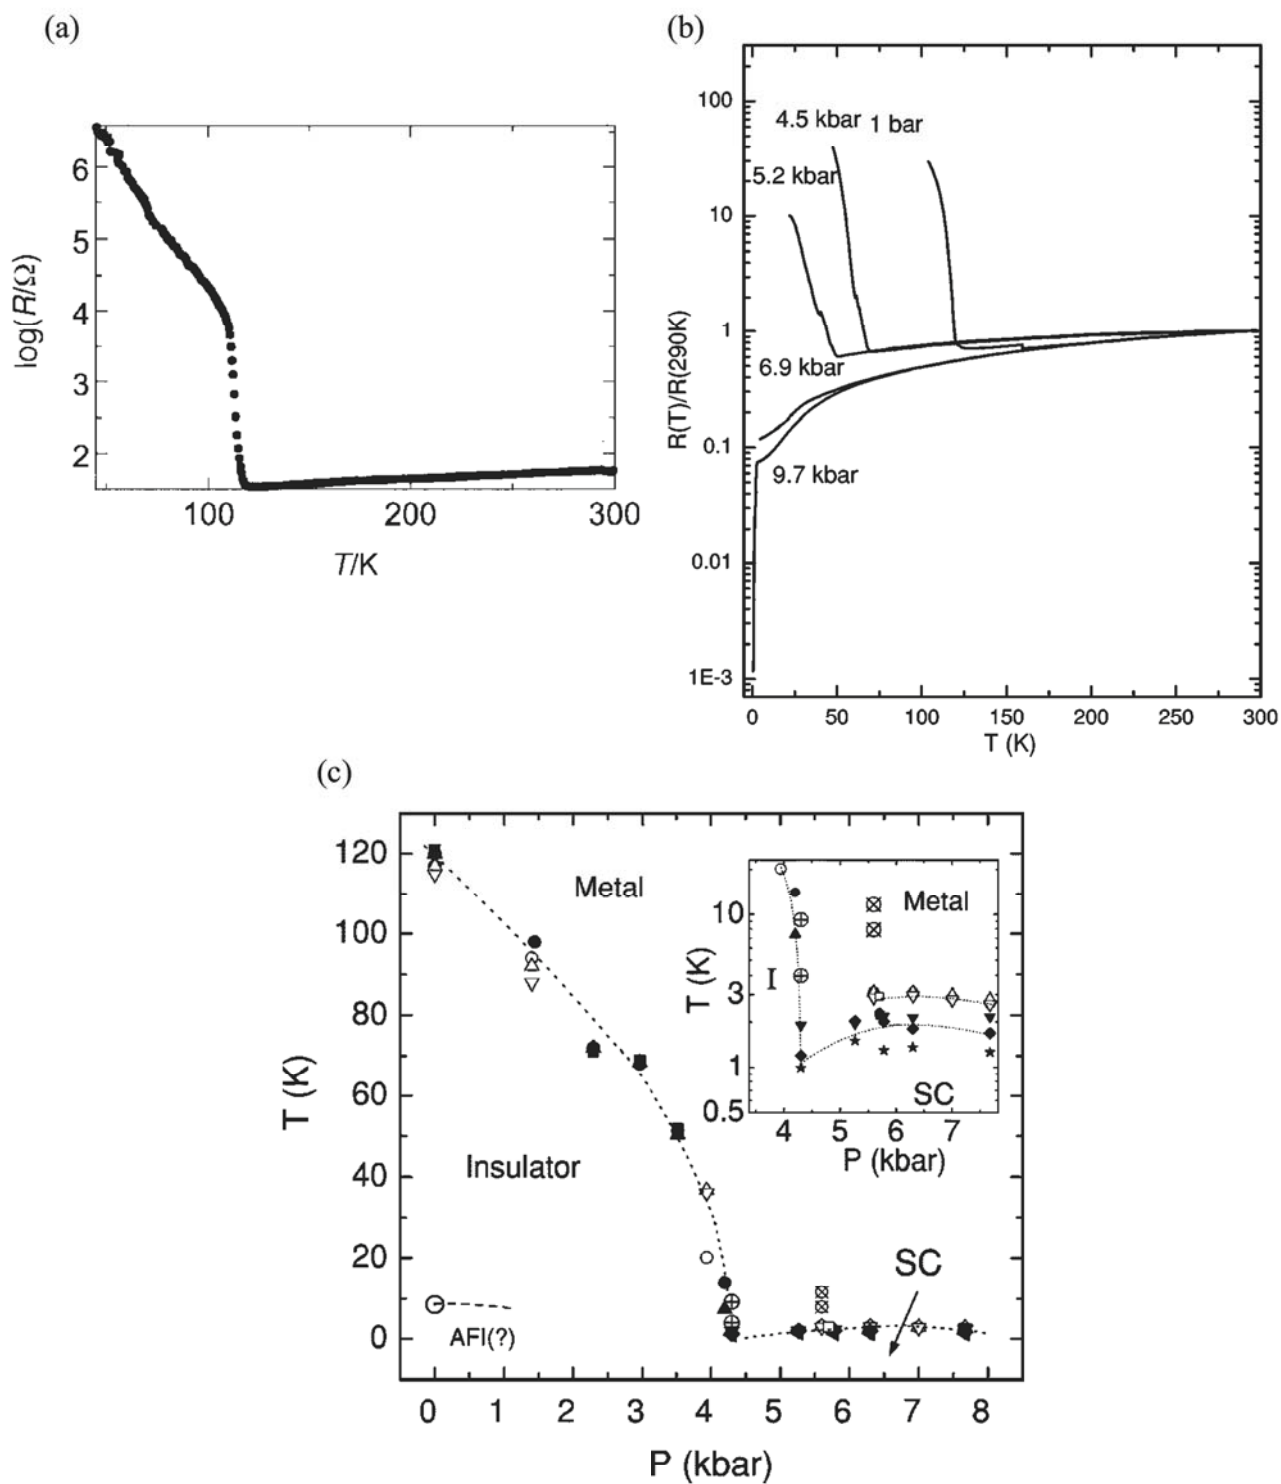 (a)
6
5
4
3
2
log(R/Ω)
100 200 300
T/K
(b)
100
10
1
0.1
0.01
1E-3
R(T)/R(290K)
4.5 kbar 1 bar
5.2 kbar
6.9 kbar
9.7 kbar
0 50 100 150 200 250 300
T (K)
(c)
120
100
80
60
40
20
0
T (K)
Metal
Insulator
AFI(?)
SC
0 1 2 3 4 5 6 7 8
P (kbar)
10
3
1
0.5
T (K)
Metal
I
SC
4 5 6 7
P (kbar)